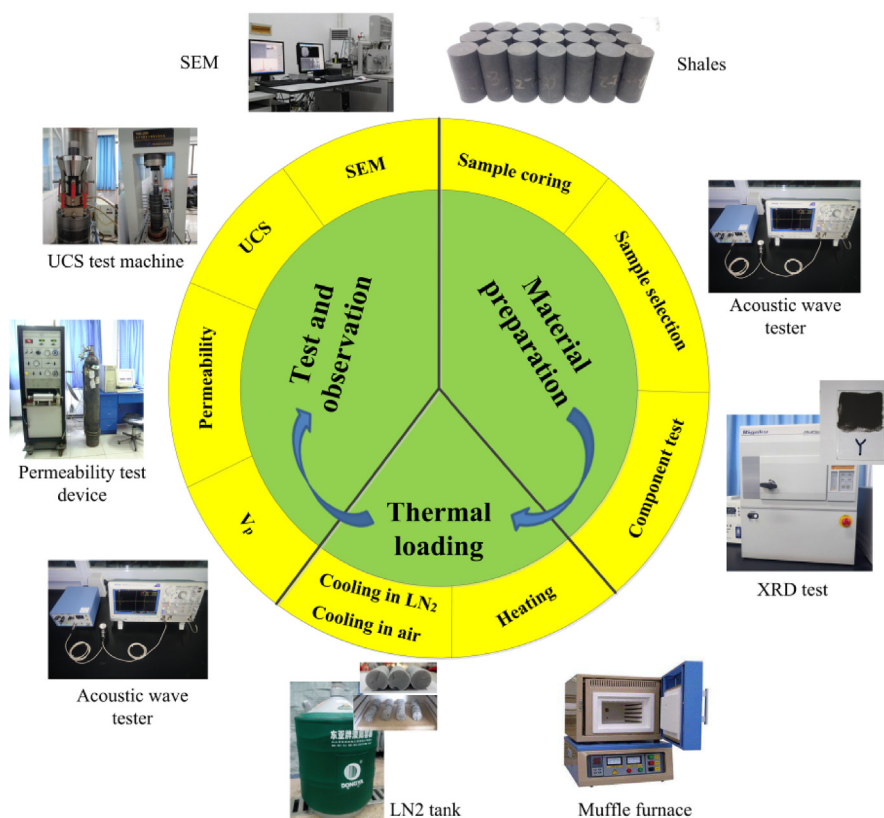 SEM
Shales
SEM
Sample coring
UCS
Sample selection
UCS test machine
Acoustic wave
tester
Test and
observation
Material
preparation
Permeability
Component test
Rigaku
Y
Permeability test
device
Thermal
loading
VP
XRD test
Cooling in LN2
Cooling in air
Heating
Acoustic wave
tester
DONGYA
LN2 tank
Muffle furnace